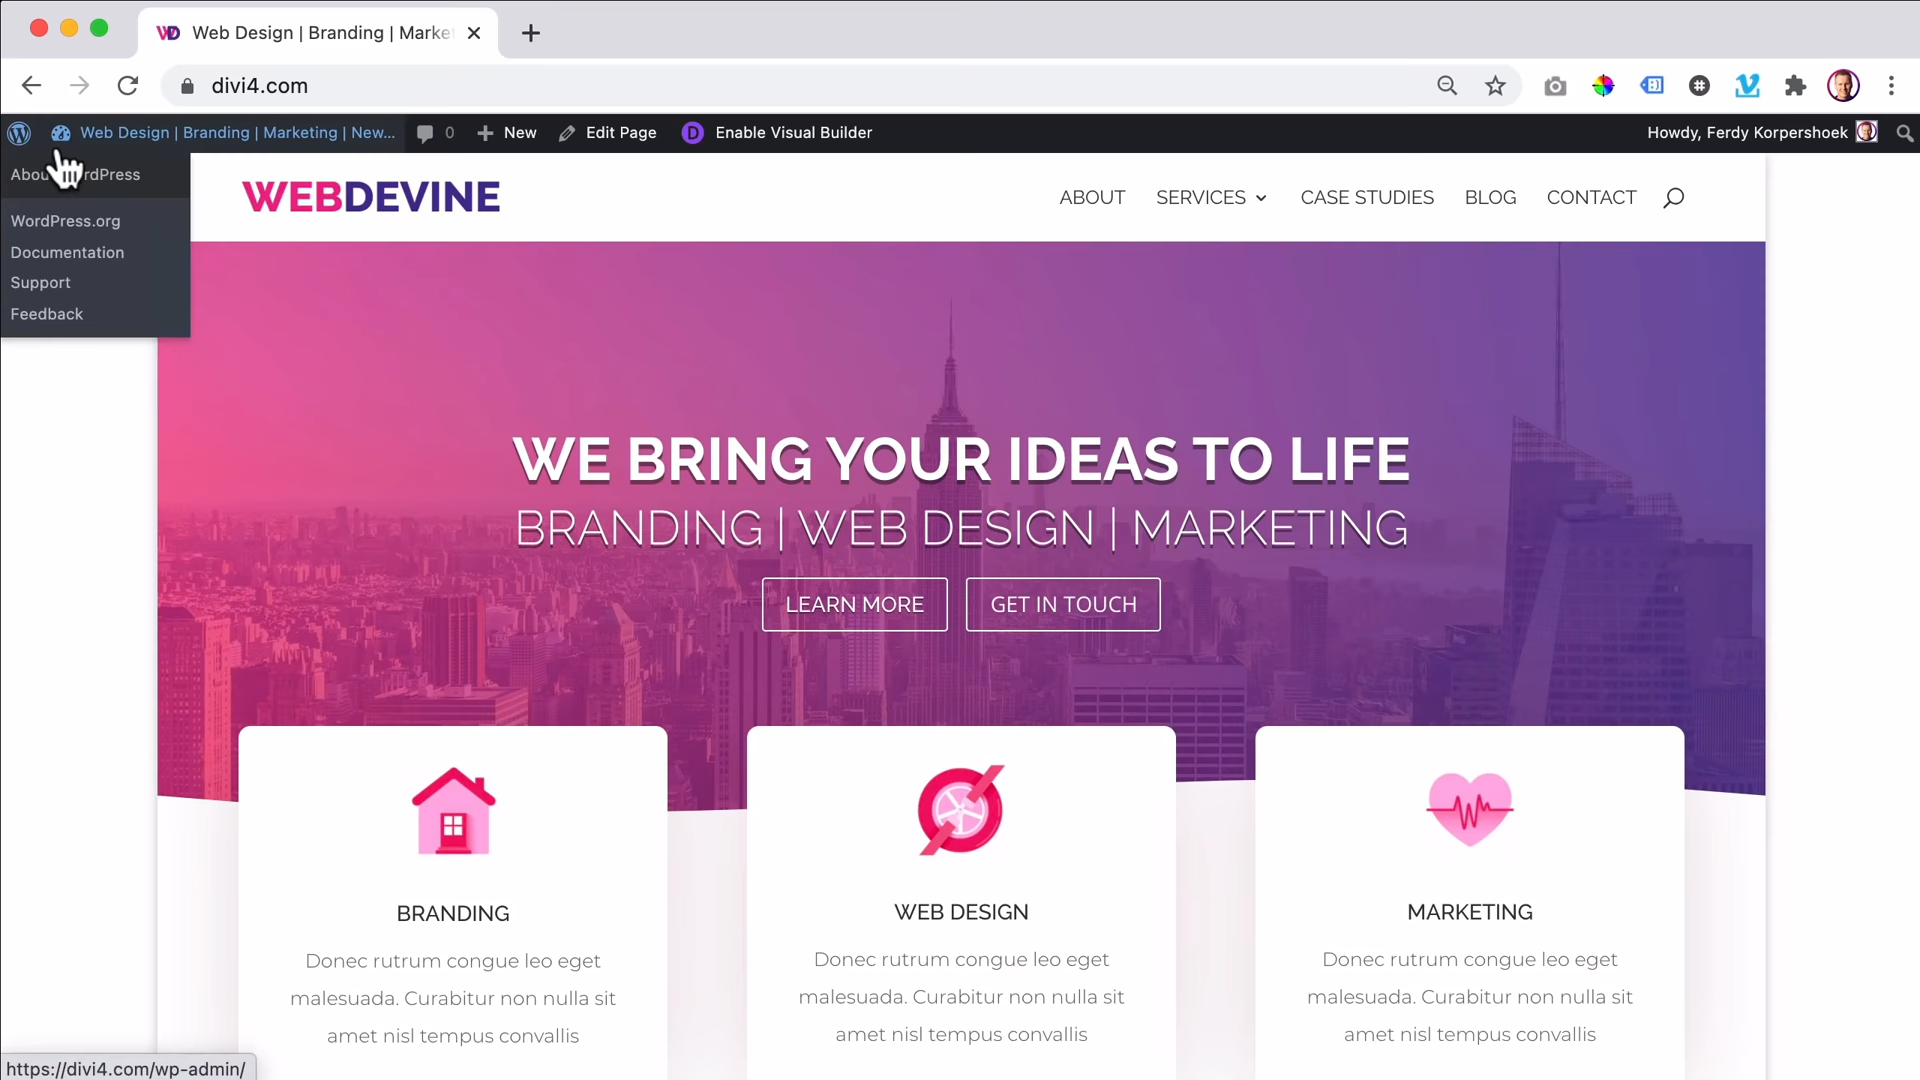 Web Design | Branding | Marke
divi4.com
Web Design | Branding | Marketing | New...
0
New
Edit Page
Enable Visual Builder
Howdy, Ferdy Korpershoek
WordPress.org
Documentation
Support
Feedback
WEBDEVINE
ABOUT
SERVICES
CASE STUDIES
BLOG
CONTACT
WE BRING YOUR IDEAS TO LIFE
BRANDING | WEB DESIGN | MARKETING
LEARN MORE
GET IN TOUCH
BRANDING
Donec rutrum congue leo eget
malesuada. Curabitur non nulla sit
amet nisl tempus convallis
WEB DESIGN
Donec rutrum congue leo eget
malesuada. Curabitur non nulla sit
amet nisl tempus convallis
MARKETING
Donec rutrum congue leo eget
malesuada. Curabitur non nulla sit
amet nisl tempus convallis
https://divi4.com/wp-admin/